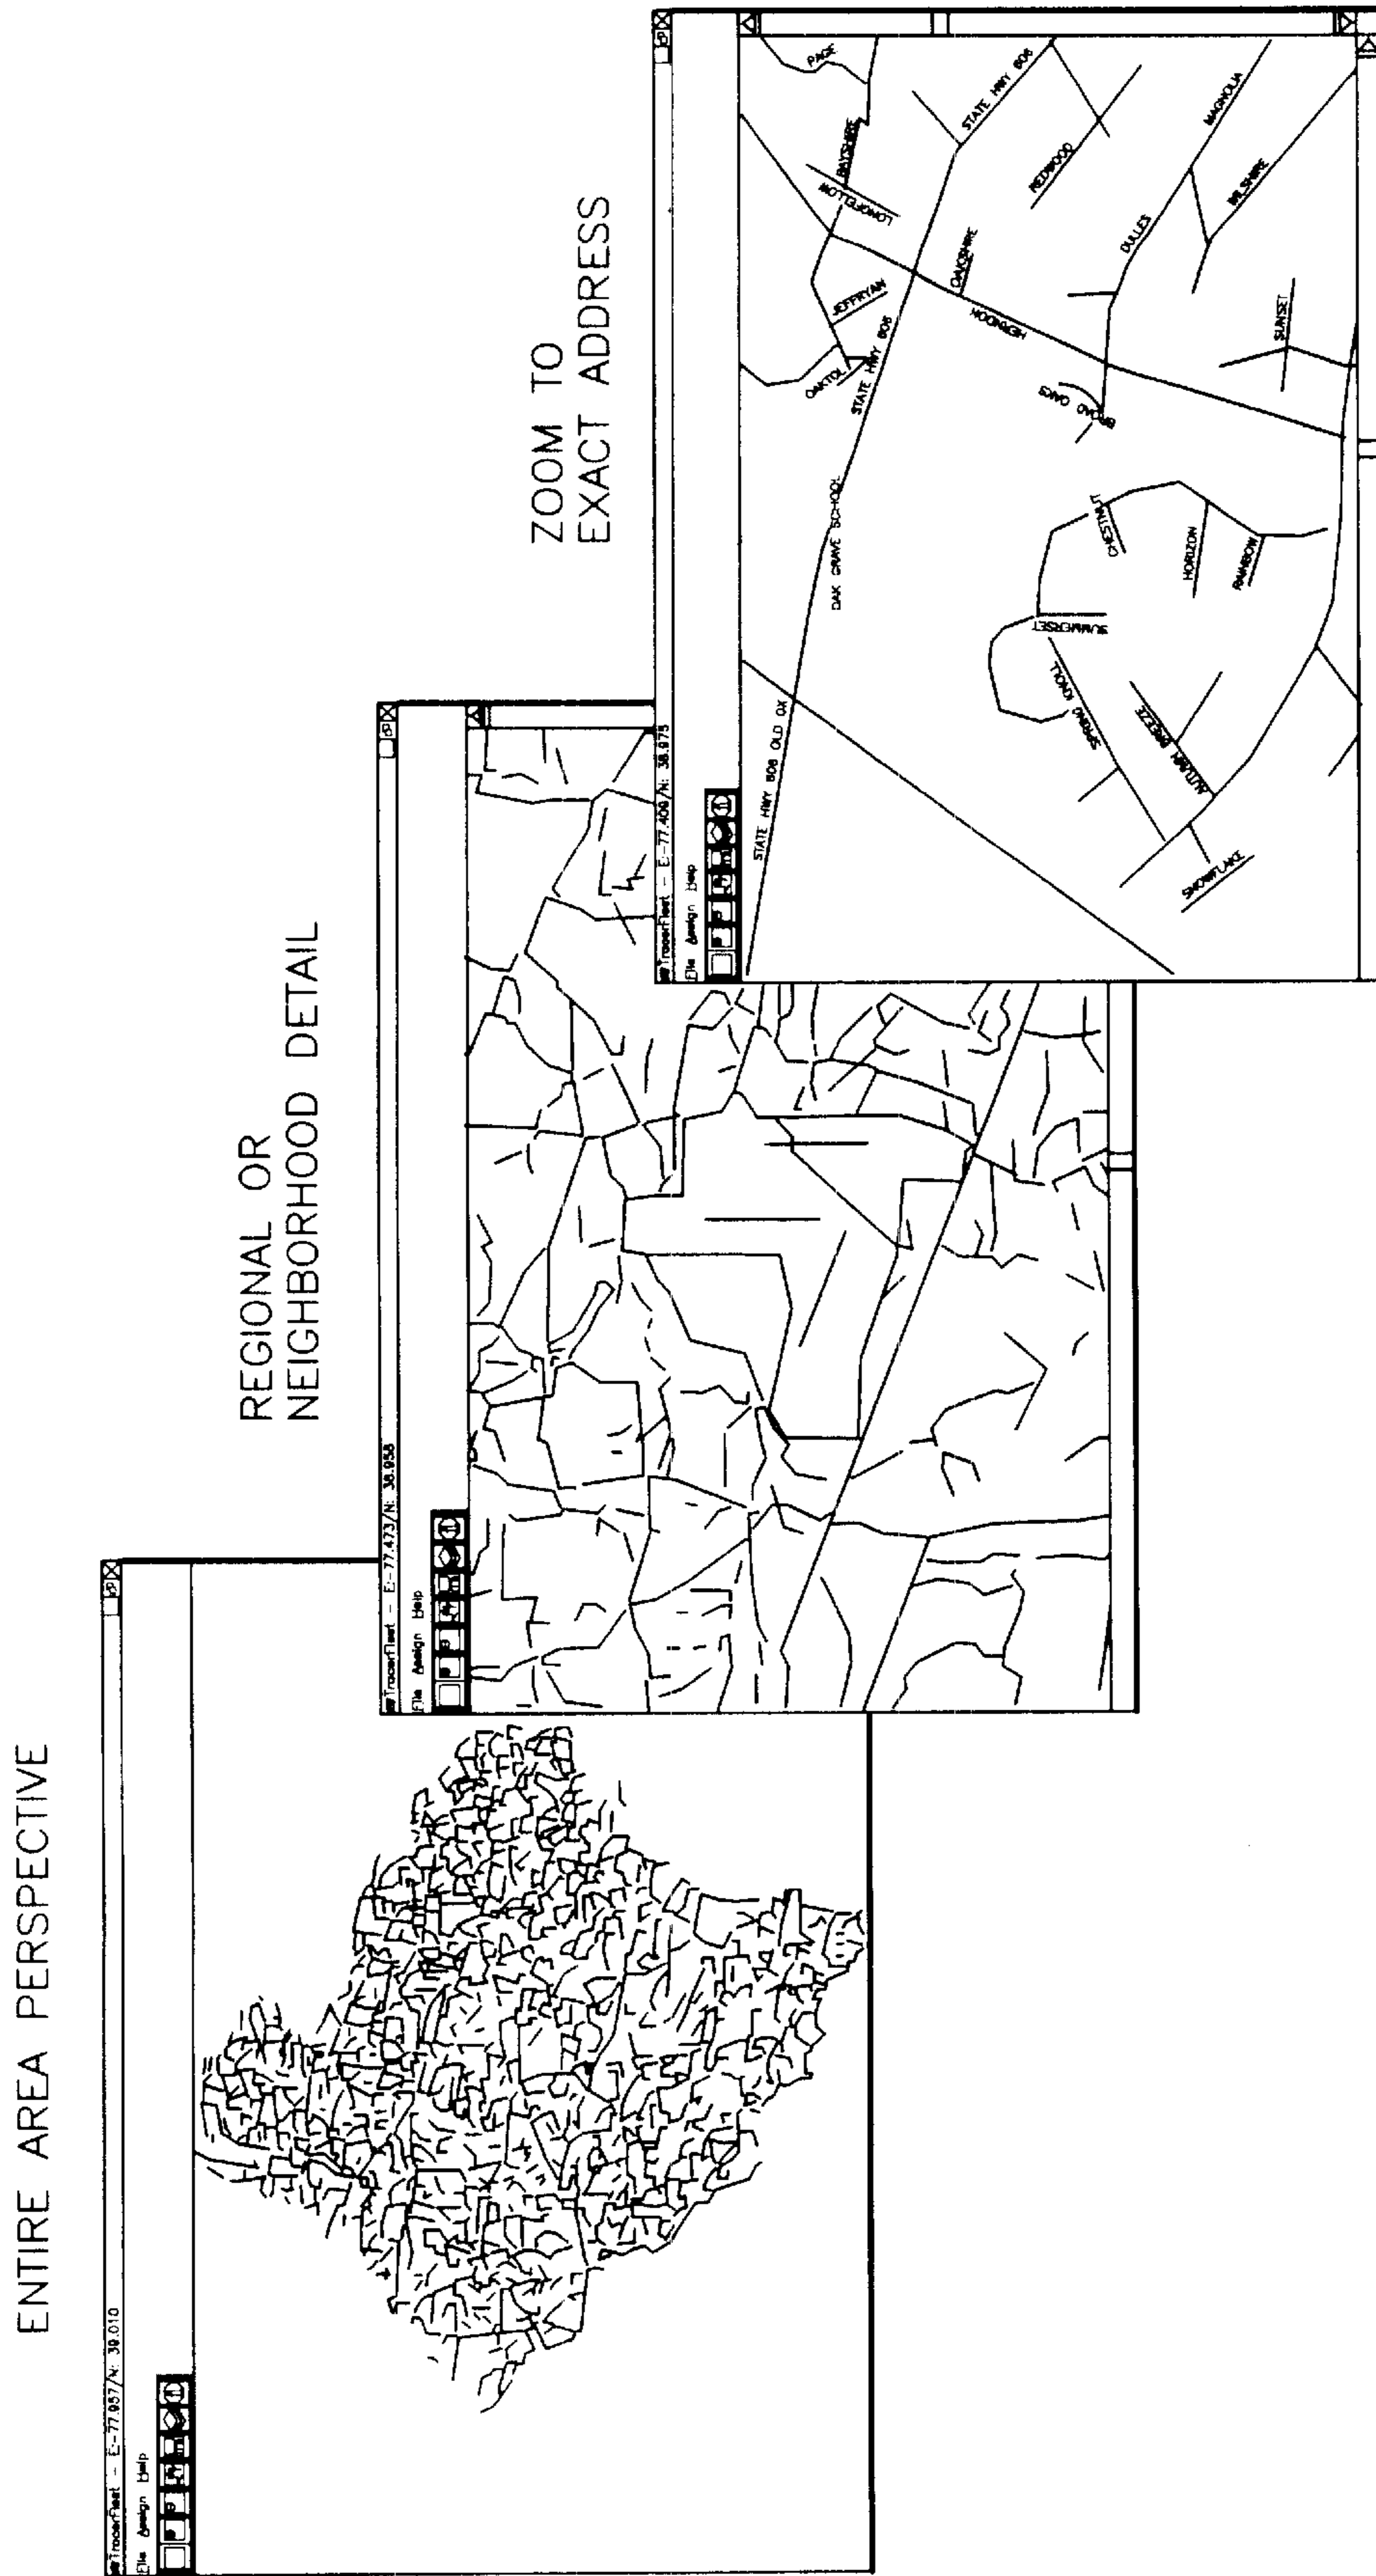 ENTIRE AREA PERSPECTIVE
TracerFleet - E:-77.957/N: 39.010
File Assign Help
REGIONAL OR
NEIGHBORHOOD DETAIL
TracerFleet - E:-77.473/N: 38.958
File Assign Help
ZOOM TO
EXACT ADDRESS
TracerFleet - E:-77.409/N: 38.975
File Assign Help
STATE HWY 606 OLD OX
OAK GRAVE SCHOOL
STATE HWY 606
OAKTOL
JEFFRYAN
LONGFELLOW
BAYSHIRE
PAGE
STATE HWY 606
OAKSHIRE
HERNDON
REDWOOD
DULLES
MAGNOLIA
WILSHIRE
SUNSET
BROAD OAKS
CHESTNUT
HORIZON
RAINBOW
SUMMERSET
SPRING KNOLL
AUTUMN BREEZE
SNOWFLAKE